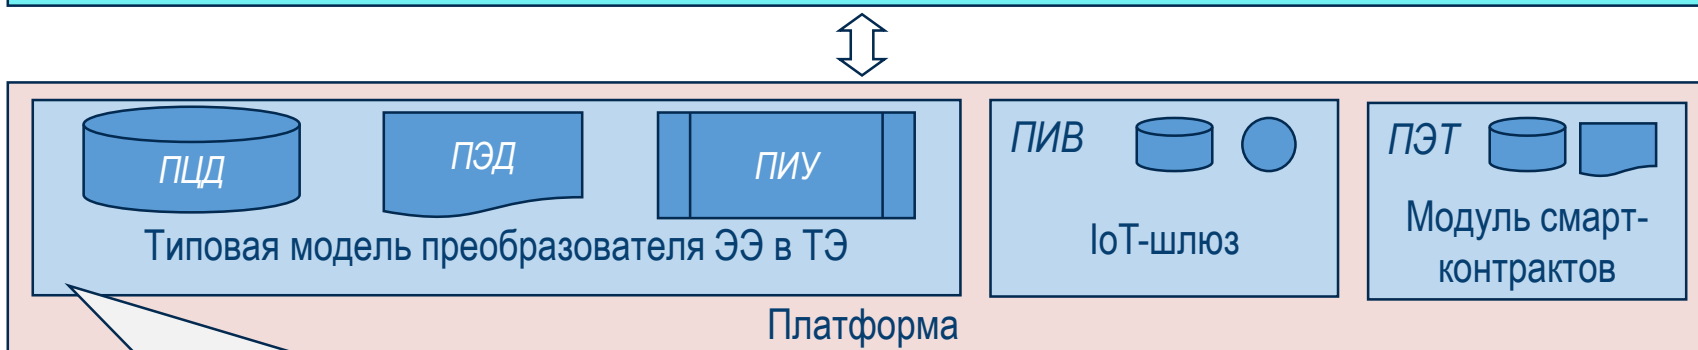 ПЦД
ПЭД
ПИУ
Типовая модель преобразователя ЭЭ в ТЭ
ПИВ
IoT-шлюз
ПЭТ
Модуль смарт-
контрактов
Платформа